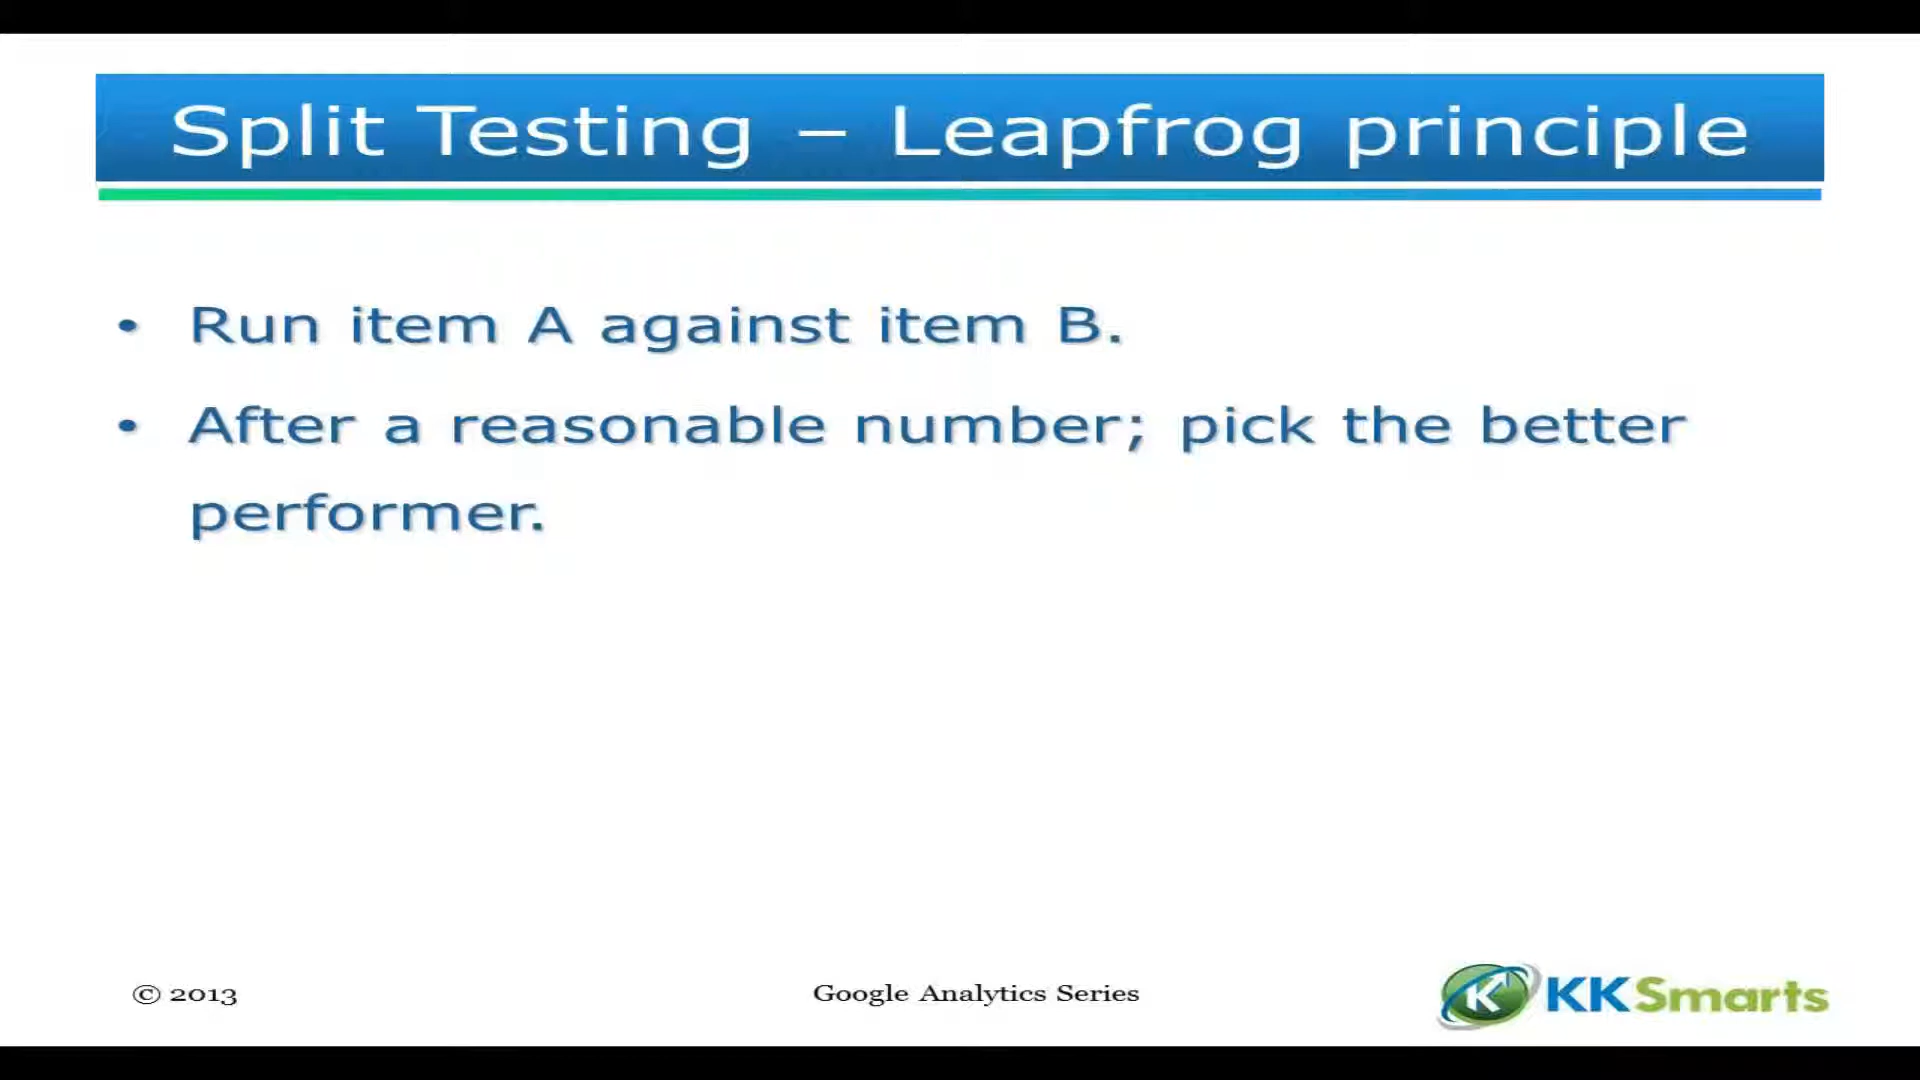 Split Testing – Leapfrog principle
• Run item A against item B.
• After a reasonable number; pick the better
performer.
© 2013
Google Analytics Series
K KKSmarts